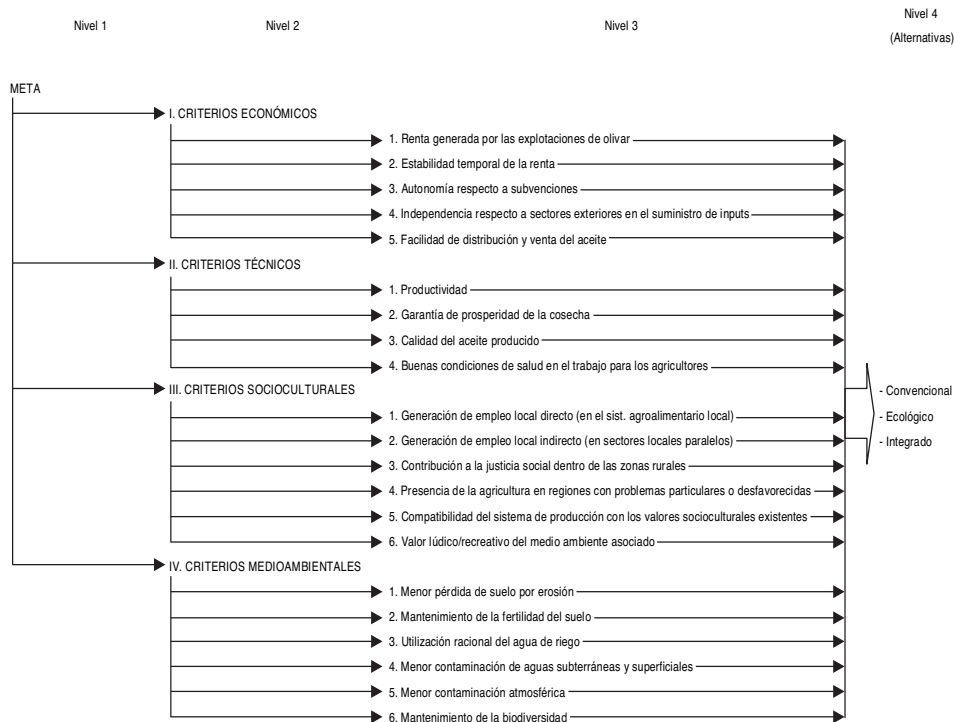 Nivel 1
Nivel 2
Nivel 3
Nivel 4
(Alternativas)
META
I. CRITERIOS ECONÓMICOS
1. Renta generada por las explotaciones de olivar
2. Estabilidad temporal de la renta
3. Autonomía respecto a subvenciones
4. Independencia respecto a sectores exteriores en el suministro de inputs
5. Facilidad de distribución y venta del aceite
II. CRITERIOS TÉCNICOS
1. Productividad
2. Garantía de prosperidad de la cosecha
3. Calidad del aceite producido
4. Buenas condiciones de salud en el trabajo para los agricultores
III. CRITERIOS SOCIOCULTURALES
1. Generación de empleo local directo (en el sist. agroalimentario local)
2. Generación de empleo local indirecto (en sectores locales paralelos)
3. Contribución a la justicia social dentro de las zonas rurales
4. Presencia de la agricultura en regiones con problemas particulares o desfavorecidas
5. Compatibilidad del sistema de producción con los valores socioculturales existentes
6. Valor lúdico/recreativo del medio ambiente asociado
- Convencional
- Ecológico
- Integrado
IV. CRITERIOS MEDIOAMBIENTALES
1. Menor pérdida de suelo por erosión
2. Mantenimiento de la fertilidad del suelo
3. Utilización racional del agua de riego
4. Menor contaminación de aguas subterráneas y superficiales
5. Menor contaminación atmosférica
6. Mantenimiento de la biodiversidad